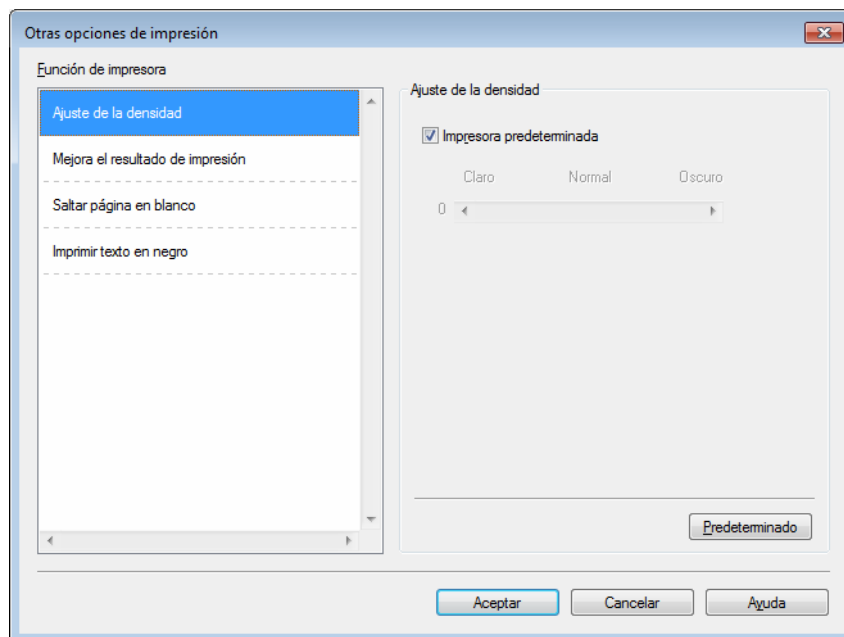 Otras opciones de impresión
Función de impresora
Ajuste de la densidad
Mejora el resultado de impresión
Saltar página en blanco
Imprimir texto en negro
Ajuste de la densidad
Impresora predeterminada
Claro Normal Oscuro
0
Predeterminado
Aceptar Cancelar Ayuda